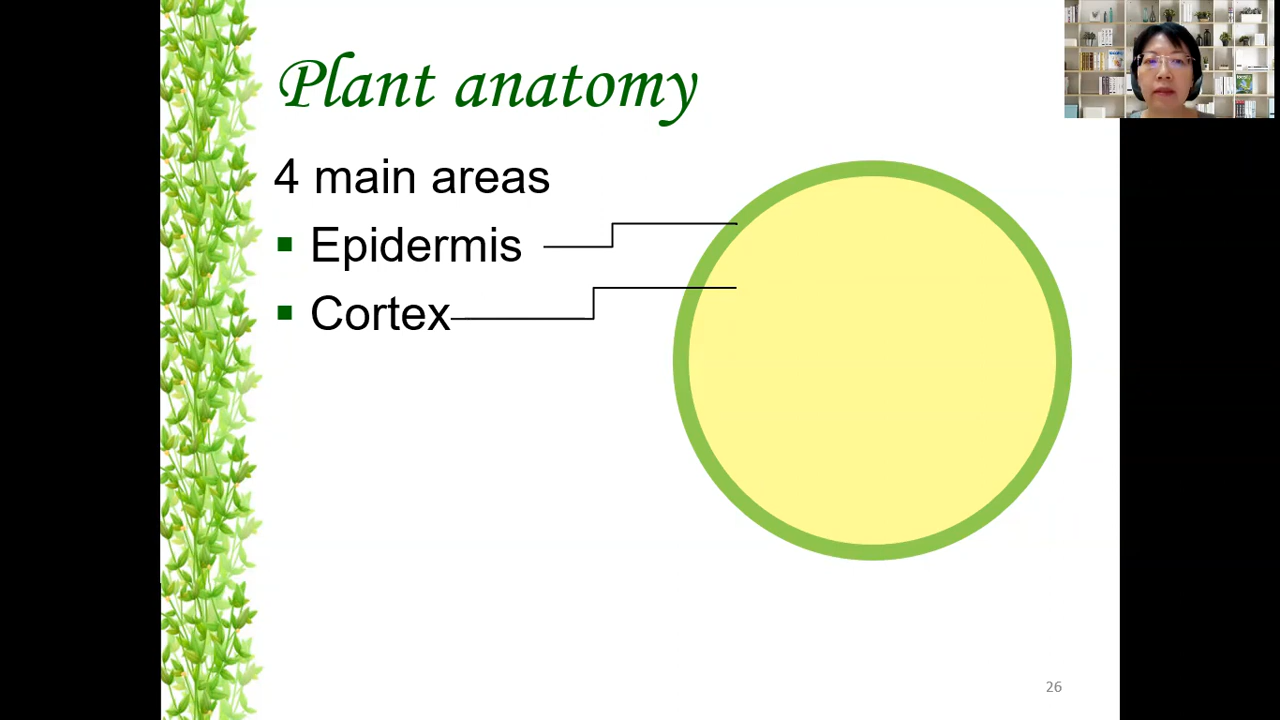 Plant anatomy
4 main areas
▪ Epidermis
▪ Cortex
26